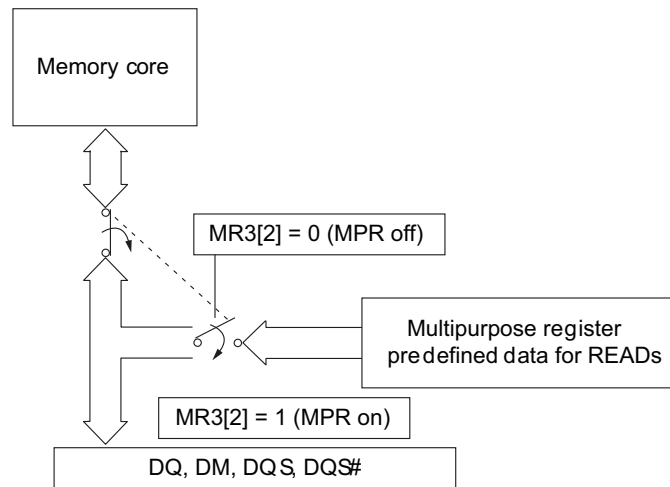 Memory core
MR3[2] = 0 (MPR off)
Multipurpose register
predefined data for READs
MR3[2] = 1 (MPR on)
DQ, DM, DQS, DQS#